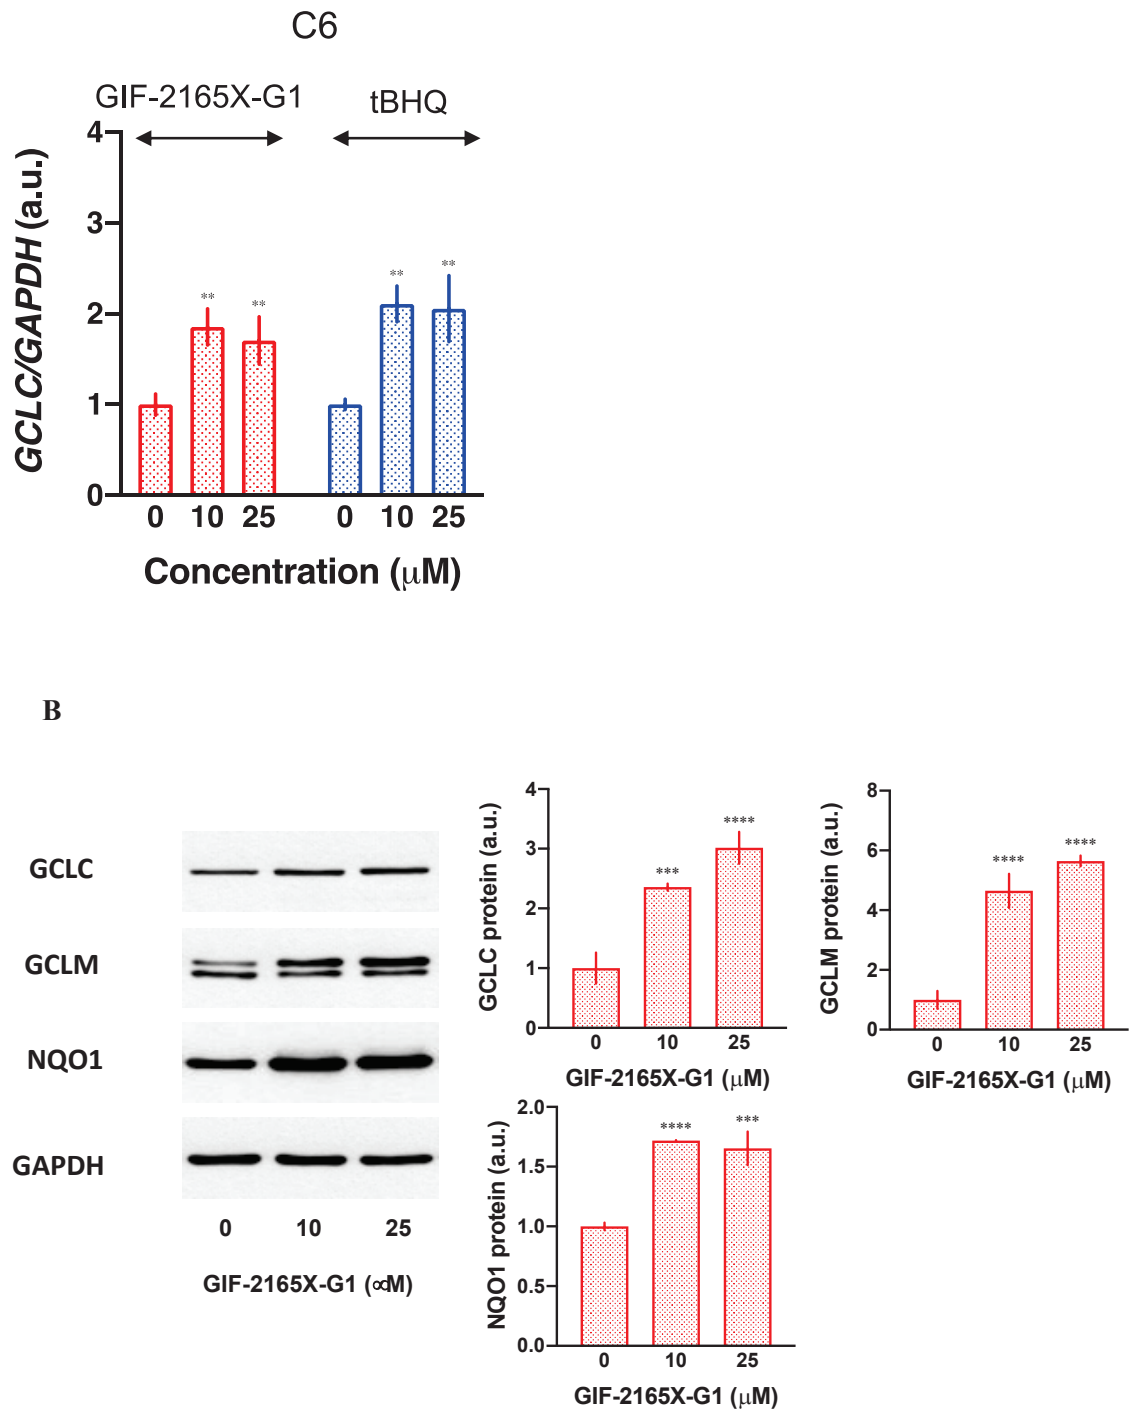 C6
GIF-2165X-G1 tBHQ
GCLC/GAPDH (a.u.)
4
3
2
1
0
** ** ** **
0 10 25 0 10 25
Concentration (μM)
B
GCLC
GCLM
NQO1
GAPDH
0 10 25
GIF-2165X-G1 (∝M)
GCLC protein (a.u.)
4
3
2
1
0
*** ****
0 10 25
GIF-2165X-G1 (μM)
GCLM protein (a.u.)
8
6
4
2
0
**** ****
0 10 25
GIF-2165X-G1 (μM)
NQO1 protein (a.u.)
2.0
1.5
1.0
0.5
0.0
**** ***
0 10 25
GIF-2165X-G1 (μM)